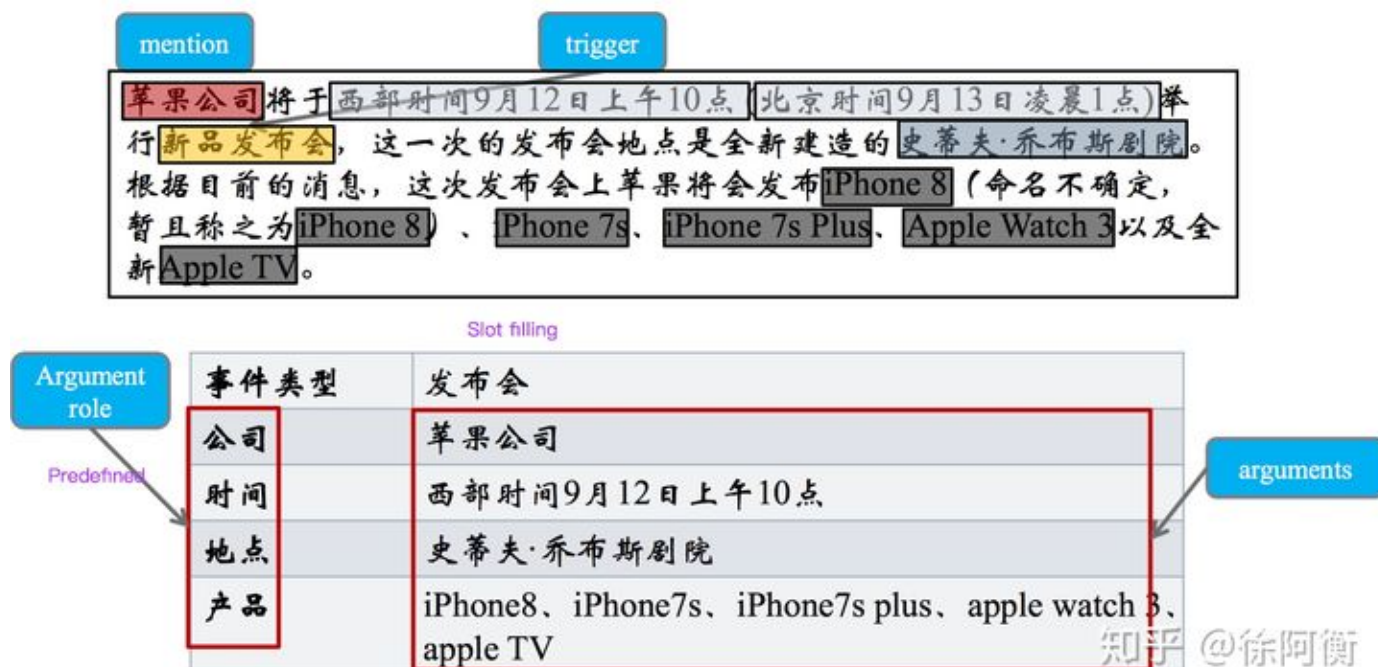 mention
trigger
苹果公司将于西部时间9月12日上午10点(北京时间9月13日凌晨1点)举
行新品发布会，这一次的发布会地点是全新建造的史蒂夫·乔布斯剧院。
根据目前的消息，这次发布会上苹果将会发布iPhone 8（命名不确定，
暂且称之为iPhone 8）、iPhone 7s、iPhone 7s Plus、Apple Watch 3以及全
新Apple TV。
Slot filling
Argument
role
Predefined
事件类型 发布会
公司 苹果公司
时间 西部时间9月12日上午10点
地点 史蒂夫·乔布斯剧院
产品 iPhone8、iPhone7s、iPhone7s plus、apple watch 3、
apple TV
arguments
知乎 @徐阿衡